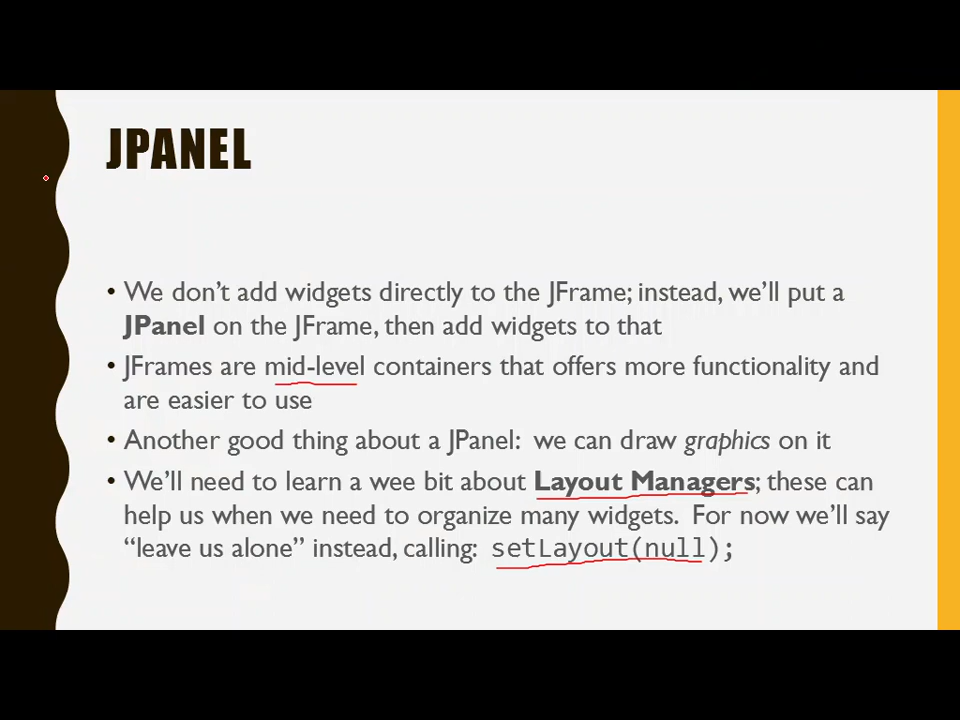 JPANEL
• We don't add widgets directly to the JFrame; instead, we'll put a
JPanel on the JFrame, then add widgets to that
• JFrames are mid-level containers that offers more functionality and
are easier to use
• Another good thing about a JPanel:  we can draw graphics on it
• We'll need to learn a wee bit about Layout Managers; these can
help us when we need to organize many widgets.  For now we'll say
“leave us alone” instead, calling:  setLayout(null);